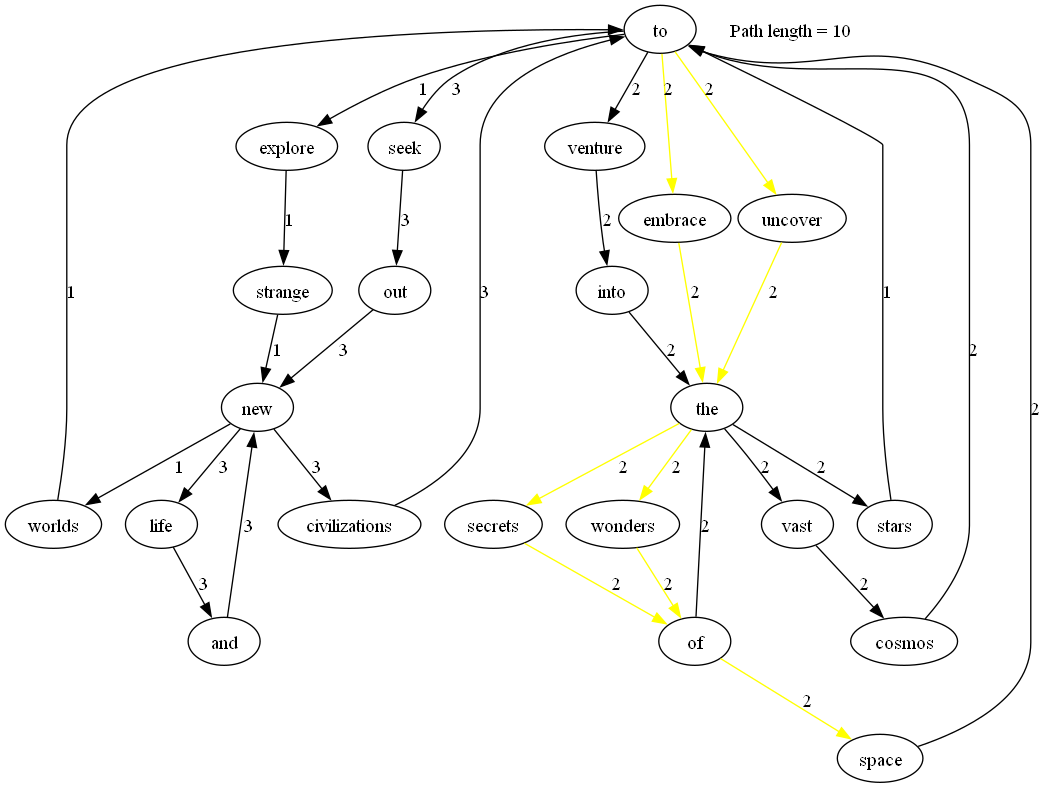 to
Path length = 10
1
3
2
2
2
explore
seek
venture
embrace
uncover
1
3
2
strange
out
into
1
3
2
2
2
1
3
1
3
2
2
new
the
1
3
3
2
2
2
2
worlds
life
civilizations
secrets
wonders
vast
stars
3
3
2
2
2
2
and
of
cosmos
2
2
space